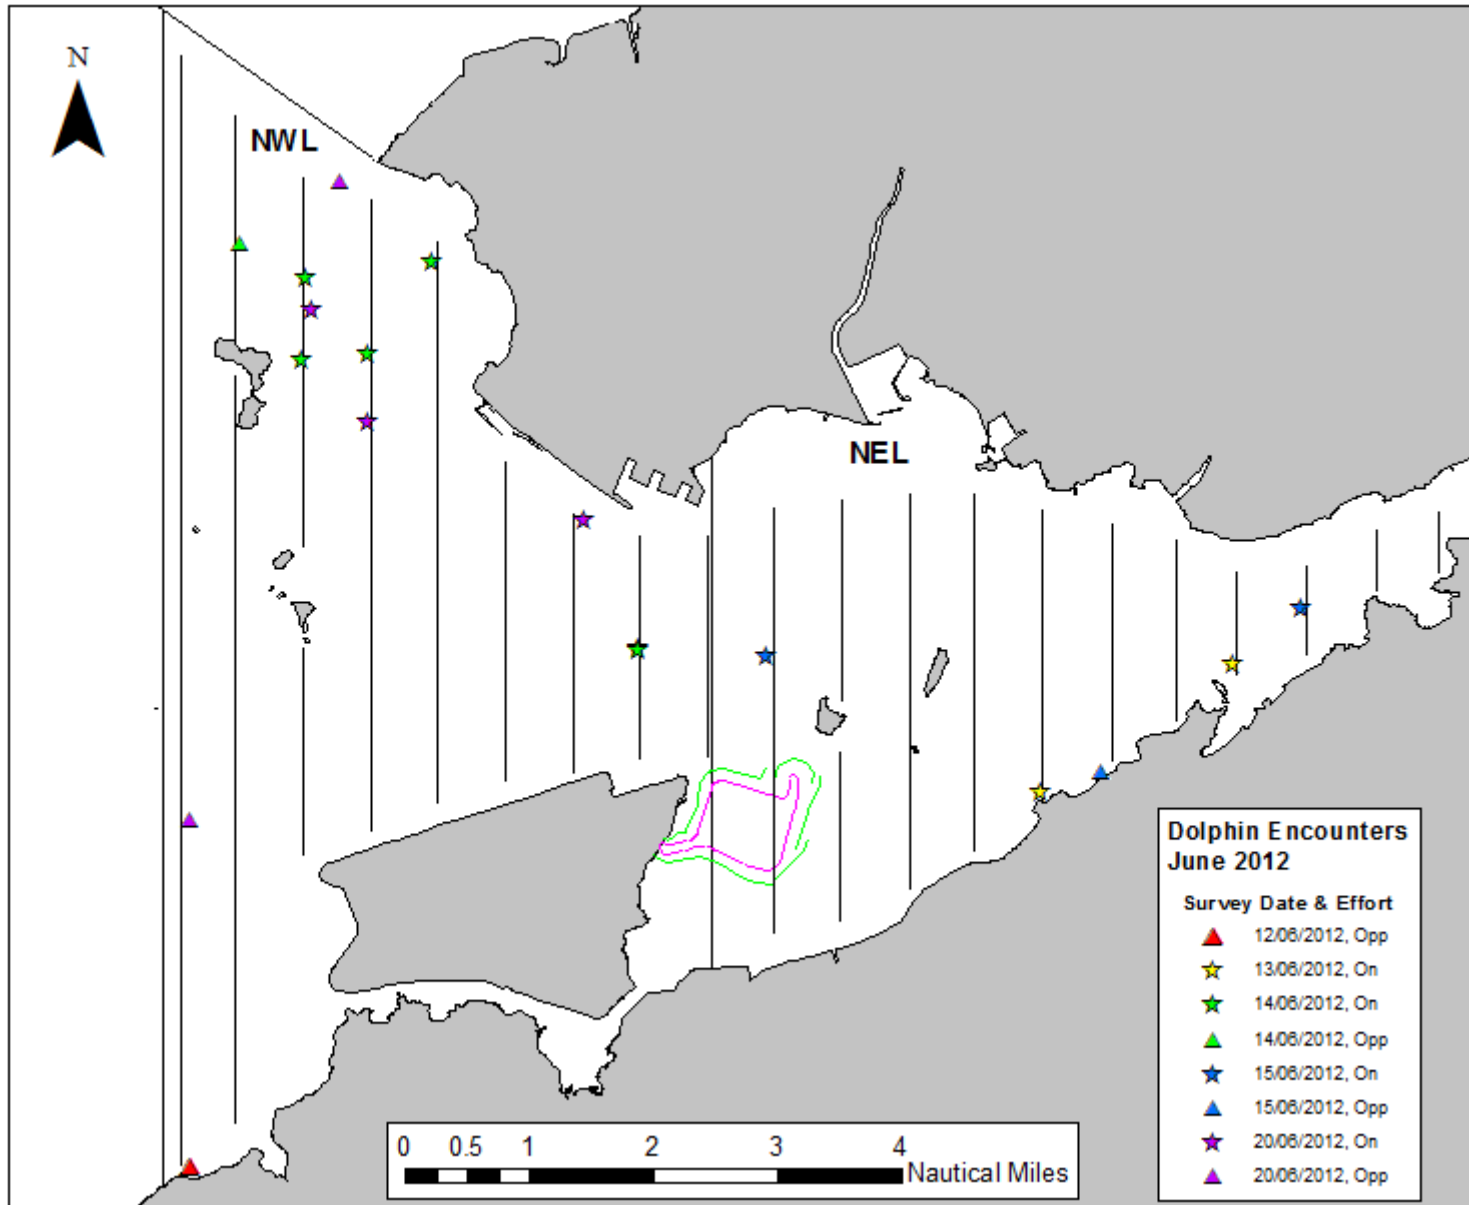 N
NWL
NEL
Dolphin Encounters
June 2012
Survey Date & Effort
12/06/2012, Opp
13/06/2012, On
14/06/2012, On
14/06/2012, Opp
15/06/2012, On
15/06/2012, Opp
20/06/2012, On
20/06/2012, Opp
0 0.5 1 2 3 4
Nautical Miles